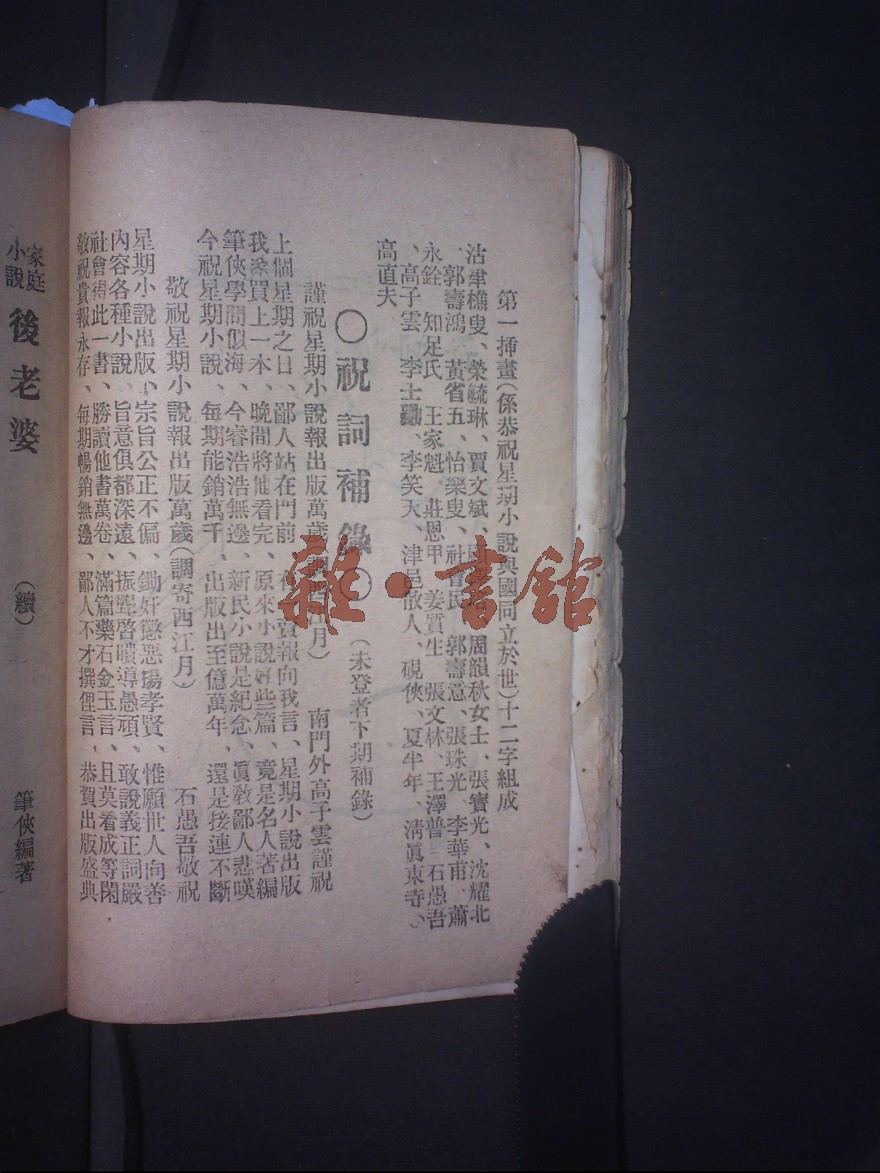 第一揷畫(係恭祝星期小說與國同立於世)十二字組成
沽聿樵叟、榮毓琳、賈文斌、周韻秋女士、張寶光、沈耀北
、郭壽鴻、黃省五、怡樂叟、社會民、郭壽意、張珠光、李華甫、蕭
永銓、知足氏、王家魁、莊恩甲、姜質生、張文林、王澤普、石愚吾
、高子雲、李士勷、李笑天、津邑散人、硯俠、夏半年、淸眞東寺、
高直夫
○祝詞補錄○(未登者下期補錄)
謹祝星期小說報出版萬歲 江月) 南門外高子雲謹祝
上個星期之日、鄙人站在門前、 賣報向我言、星期小說出版
我遂買上一本、晚間將他看完、原來小說好些篇、竟是名人著編
筆俠學問似海、今睿浩浩無邊、新民小說是紀念、眞敎鄙人悲嘆
今祝星期小說、每期能銷萬千、出版出至億萬年、還是接連不斷
敬祝星期小說報出版萬歲(調寄西江月) 石愚吾敬祝
星期小說出版、宗旨公正不偏、鋤奸懲惡揚孝賢、惟願世人向善
內容各種小說、旨意俱都深遠、振聾啓聵導愚頑、敢說義正詞嚴
社會得此一書、勝讀他書萬卷、滿篇藥石金玉言、且莫看成等閑
敬祝貴報永存、每期暢銷無邊、鄙人不才撰俚言、恭賀出版盛典
家庭小說 後老婆 (續) 筆俠編著
雜·書館